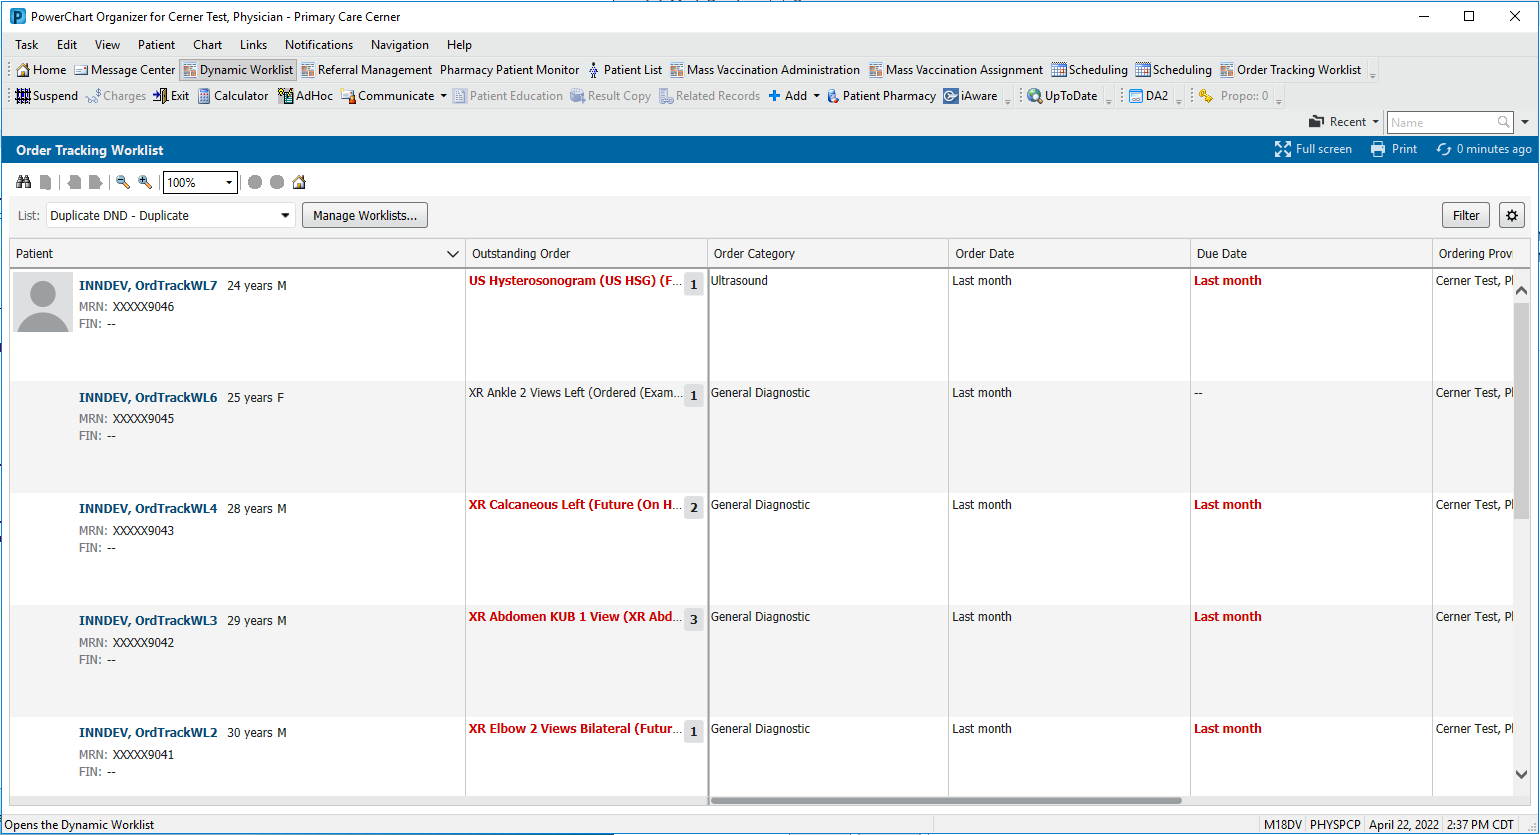 PowerChart Organizer for Cerner Test, Physician - Primary Care Cerner
Task Edit View Patient Chart Links Notifications Navigation Help
Home Message Center Dynamic Worklist Referral Management Pharmacy Patient Monitor Patient List Mass Vaccination Administration Mass Vaccination Assignment Scheduling Scheduling Order Tracking Worklist
Suspend Charges Exit Calculator AdHoc Communicate Patient Education Result Copy Related Records Add Patient Pharmacy iAware UpToDate DA2 Propo:: 0
Recent Name
Order Tracking Worklist Full screen Print 0 minutes ago
100%
List: Duplicate DND - Duplicate Manage Worklists... Filter
Patient Outstanding Order Order Category Order Date Due Date Ordering Provi
INNDEV, OrdTrackWL7 24 years M US Hysterosonogram (US HSG) (F... 1 Ultrasound Last month Last month Cerner Test, Pl
MRN: XXXXX9046
FIN: --
INNDEV, OrdTrackWL6 25 years F XR Ankle 2 Views Left (Ordered (Exam... 1 General Diagnostic Last month -- Cerner Test, Pl
MRN: XXXXX9045
FIN: --
INNDEV, OrdTrackWL4 28 years M XR Calcaneous Left (Future (On H... 2 General Diagnostic Last month Last month Cerner Test, Pl
MRN: XXXXX9043
FIN: --
INNDEV, OrdTrackWL3 29 years M XR Abdomen KUB 1 View (XR Abd... 3 General Diagnostic Last month Last month Cerner Test, Pl
MRN: XXXXX9042
FIN: --
INNDEV, OrdTrackWL2 30 years M XR Elbow 2 Views Bilateral (Futur... 1 General Diagnostic Last month Last month Cerner Test, Pl
MRN: XXXXX9041
FIN: --
Opens the Dynamic Worklist M18DV PHYSPCP April 22, 2022 2:37 PM CDT